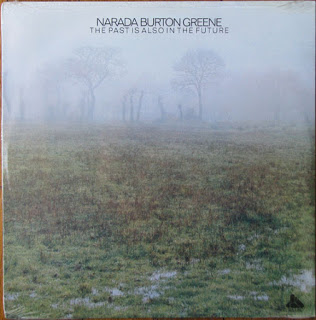 NARADA BURTON GREENE
THE PAST IS ALSO IN THE FUTURE